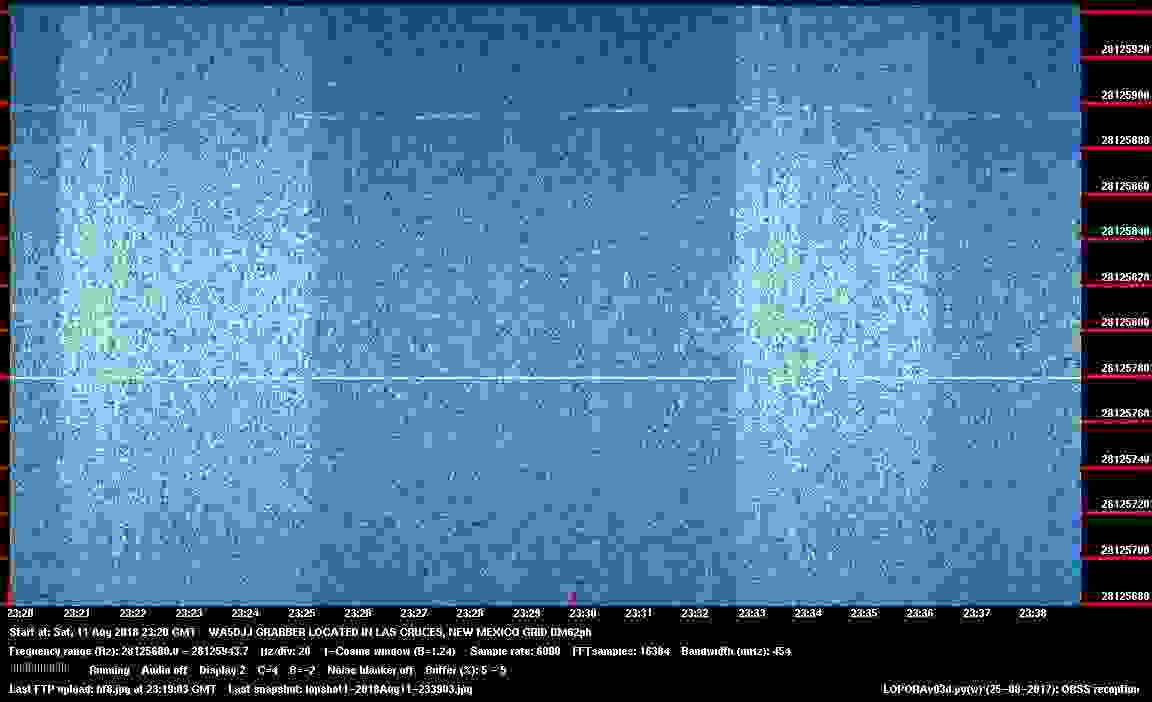 28125920
28125900
28125880
28125860
28125840
28125820
28125800
28125780
28125760
28125740
28125720
28125700
28125680
23:20 23:21 23:22 23:23 23:24 23:25 23:26 23:27 23:28 23:29 23:30 23:31 23:32 23:33 23:34 23:35 23:36 23:37 23:38
Start at: Sat, 11 Aug 2018 23:20 GMT WA5DJJ GRABBER LOCATED IN LAS CRUCES, NEW MEXICO GRID DM62ph
Frequency range (Hz): 28125680.0 - 28125943.7 Hz/div: 20 1-Cosine window (B=1.24) Sample rate: 6000 FFTsamples: 16384 Bandwidth (mHz): 454
Running Audio off Display 2 C=4 B=-2 Noise blanker off Buffer (%): 5 - 5
Last FTP upload: hf6.jpg at 23:19:05 GMT Last snapshot: lopshot1-2018Aug11-233903.jpg
LOPORAv03d.py(w) (25-08-2017): QRSS reception